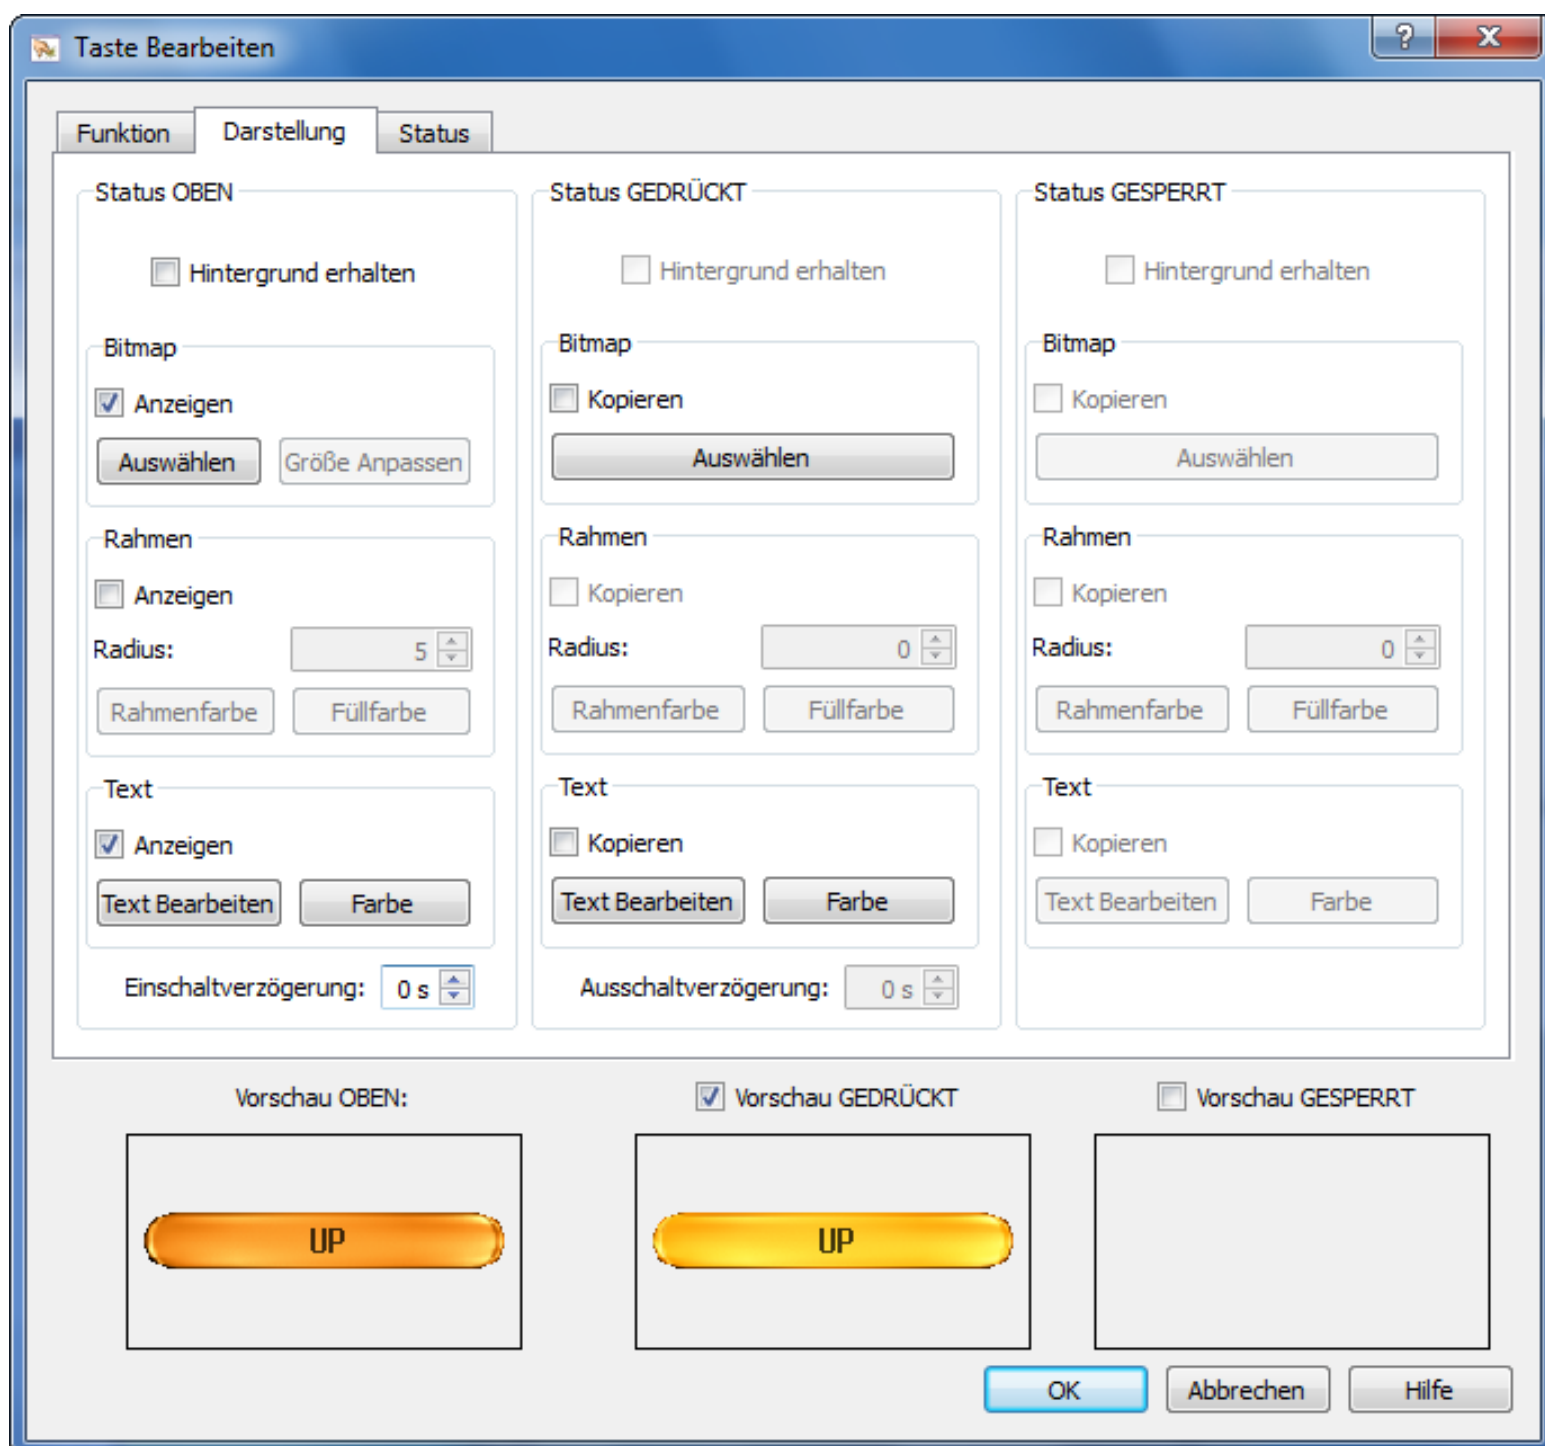 Taste Bearbeiten
?
X
Funktion
Darstellung
Status
Status OBEN
Hintergrund erhalten
Bitmap
Anzeigen
Auswählen
Größe Anpassen
Rahmen
Anzeigen
Radius:
5
Rahmenfarbe
Füllfarbe
Text
Anzeigen
Text Bearbeiten
Farbe
Einschaltverzögerung:
0 s
Status GEDRÜCKT
Hintergrund erhalten
Bitmap
Kopieren
Auswählen
Rahmen
Kopieren
Radius:
0
Rahmenfarbe
Füllfarbe
Text
Kopieren
Text Bearbeiten
Farbe
Ausschaltverzögerung:
0 s
Status GESPERRT
Hintergrund erhalten
Bitmap
Kopieren
Auswählen
Rahmen
Kopieren
Radius:
0
Rahmenfarbe
Füllfarbe
Text
Kopieren
Text Bearbeiten
Farbe
Vorschau OBEN:
UP
Vorschau GEDRÜCKT
UP
Vorschau GESPERRT
OK
Abbrechen
Hilfe